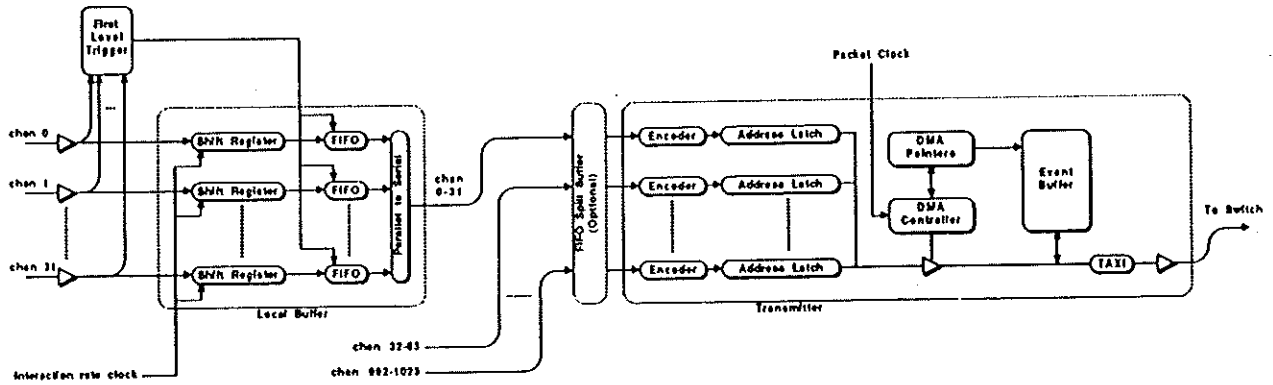 First
Level
Trigger
Packet Clock
chan 0
Shift Register
FIFO
Encoder
Address Latch
DMA
Pointers
Event
Buffer
chan 1
Shift Register
FIFO
Parallel to Serial
chan
0-31
FIFO Spill Buffer
(Optional)
Encoder
Address Latch
DMA
Controller
To Switch
chan 31
Shift Register
FIFO
Encoder
Address Latch
TAXI
Local Buffer
Transmitter
chan 32-63
chan 992-1023
Interaction rate clock